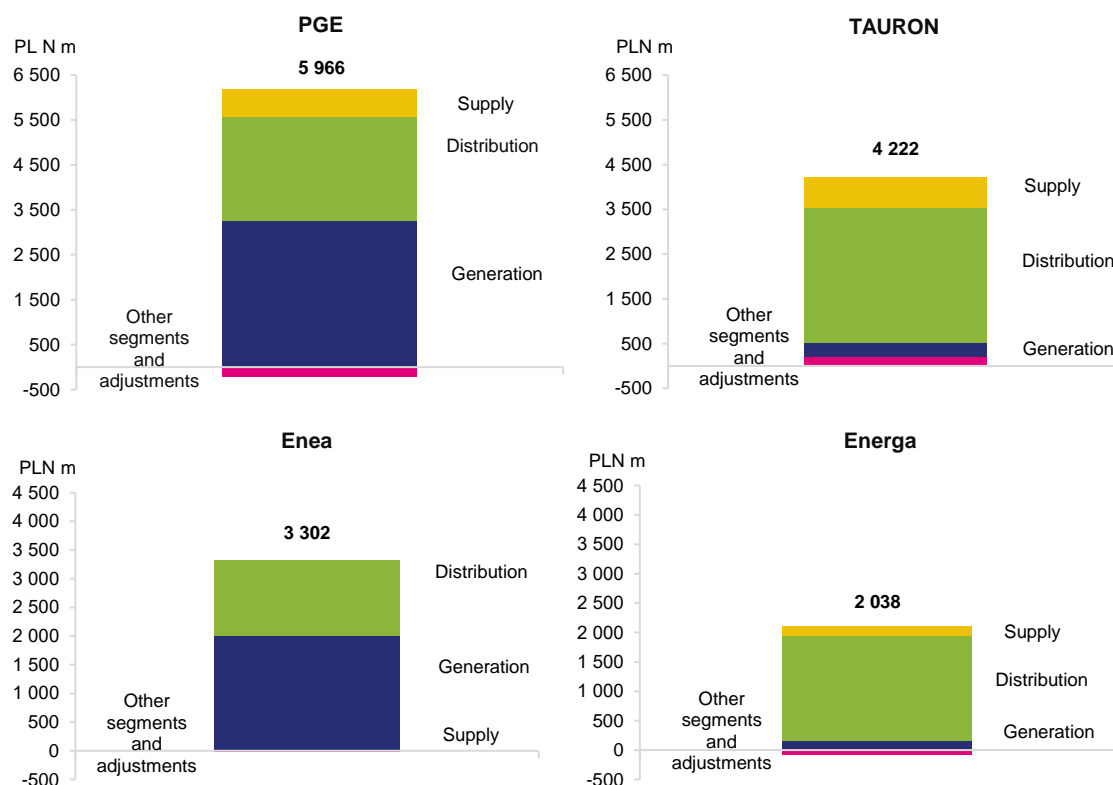 PGE
PL N m
5 966
6 500
5 500
4 500
3 500
2 500
1 500
500
-500
Supply
Distribution
Generation
Other
segments
and
adjustments
TAURON
PLN m
4 222
6 500
5 500
4 500
3 500
2 500
1 500
500
-500
Supply
Distribution
Generation
Other
segments
and
adjustments
Enea
PLN m
3 302
4 500
4 000
3 500
3 000
2 500
2 000
1 500
1 000
500
0
-500
Distribution
Generation
Supply
Other
segments
and
adjustments
Energa
PLN m
2 038
4 500
4 000
3 500
3 000
2 500
2 000
1 500
1 000
500
0
-500
Supply
Distribution
Generation
Other
segments
and
adjustments